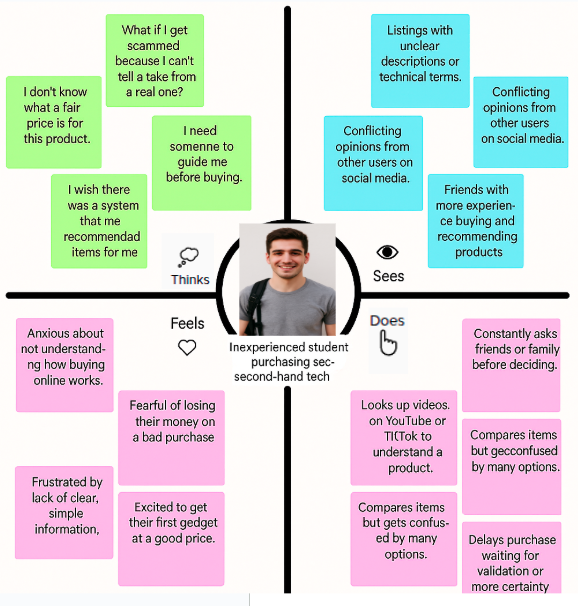 What if I get
scammed
because I can't
tell a take from
a real one?
I don't know
what a fair
price is for
this product.
I need
somenne to
guide me
before buying.
I wish there
was a system
that me
recommendad
items for me
Thinks
Listings with
unclear
descriptions or
technical terms.
Conflicting
opinions from
other users
on social media.
Conflicting
opinions from
other users on
social media.
Friends with
more experien-
ce buying and
recommending
products
Sees
Inexperienced student
purchasing sec-
second-hand tech
Feels
Anxious about
not understand-
ng how buying
online works.
Fearful of losing
their money on
a bad purchase
Frustrated by
lack of clear,
simple
information,
Excited to get
their first gedget
at a good price.
Does
Constantly asks
friends or family
before deciding.
Looks up videos.
on YouTube or
TI(Tok to
understand a
product.
Compares items
but gecconfused
by many options.
Compares items
but gets confus-
ed by many
options.
Delays purchase
waiting for
validation or
more certainty